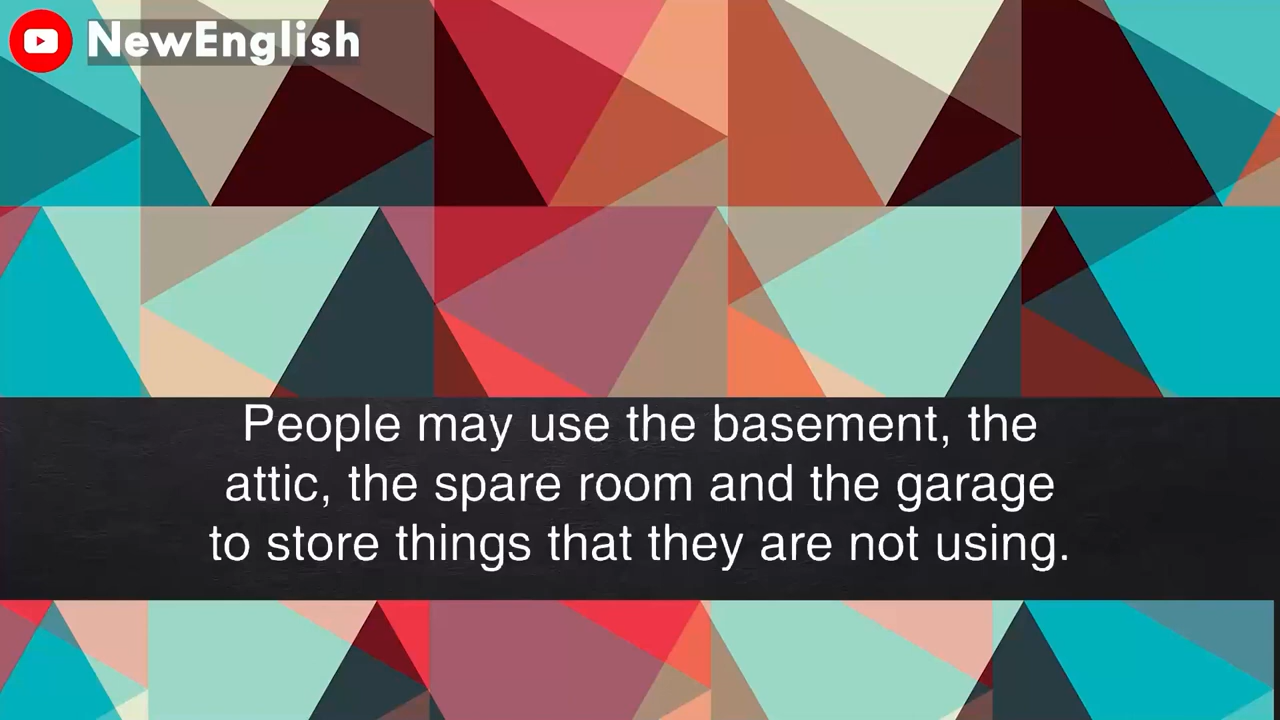 NewEnglish
People may use the basement, the
attic, the spare room and the garage
to store things that they are not using.